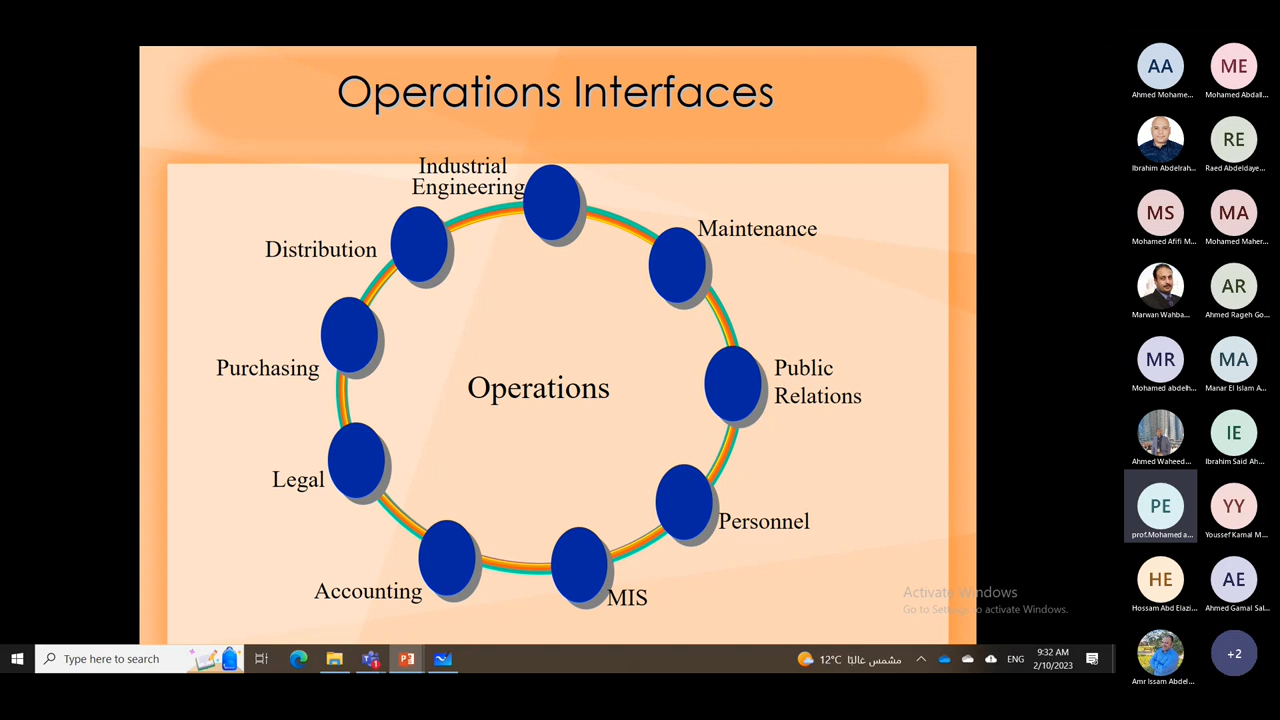 Operations Interfaces
Industrial
Engineering
Maintenance
Distribution
Purchasing
Public
Relations
Operations
Legal
Personnel
Accounting
MIS
Activate Windows
Go to Settings to activate Windows.
Type here to search
12°C مشمس غالبًا
ENG
9:32 AM
2/10/2023
AA
Ahmed Mohame...
ME
Mohamed Abdall...
Ibrahim Abdelrah...
RE
Raed Abdeldaye...
MS
Mohamed Afifi M...
MA
Mohamed Maher...
Marwan Wahba...
AR
Ahmed Rageh Go...
MR
Mohamed abdelh...
MA
Manar El Islam A...
Ahmed Waheed...
IE
Ibrahim Said Ah...
PE
prof.Mohamed a...
YY
Youssef Kamal M...
HE
Hossam Abd Elazi...
AE
Ahmed Gamal Sal...
Amr Issam Abdel...
+2